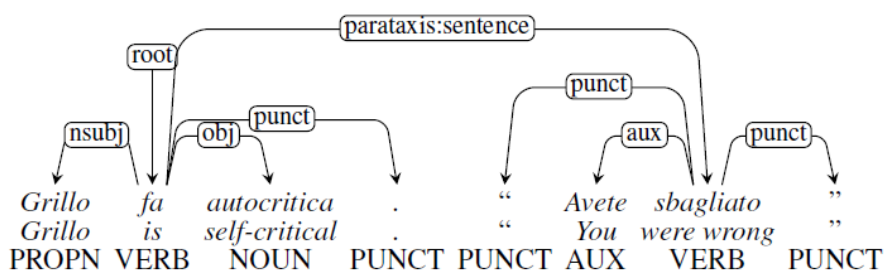 parataxis:sentence
root
punct
nsubj obj punct aux punct
Grillo fa autocritica . “ Avete sbagliato ”
Grillo is self-critical . “ You were wrong ”
PROPN VERB NOUN PUNCT PUNCT AUX VERB PUNCT